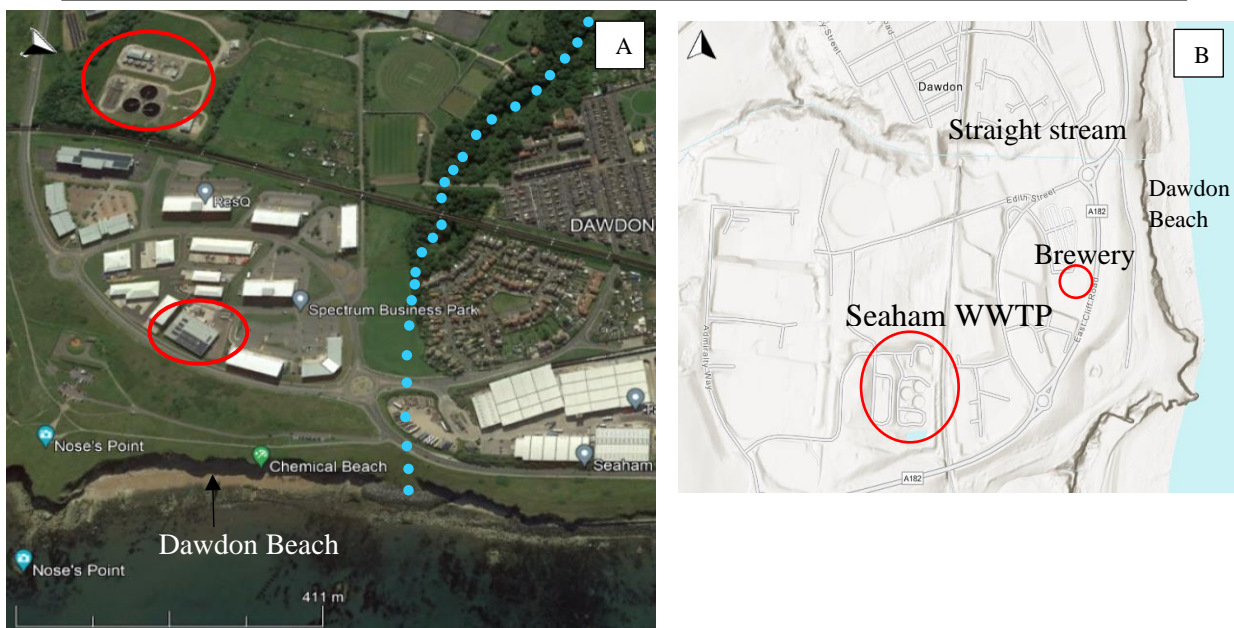 A
ResQ
DAWDON
Spectrum Business Park
Nose's Point
Chemical Beach
Seaham
Dawdon Beach
Nose's Point
411 m
B
Dawdon
Straight stream
Dawdon
Beach
Edith Street
A182
Brewery
Seaham WWTP
East Cliff Road
Admiralty Way
A182